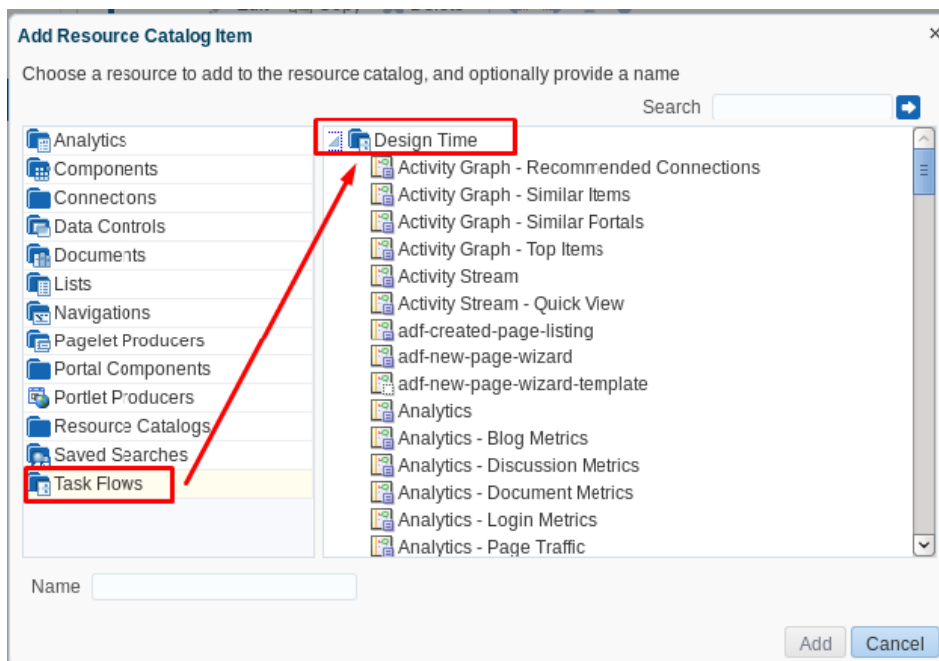 Edit Copy Delete
Add Resource Catalog Item
Choose a resource to add to the resource catalog, and optionally provide a name
Search
Analytics
Components
Connections
Data Controls
Documents
Lists
Navigations
Pagelet Producers
Portal Components
Portlet Producers
Resource Catalogs
Saved Searches
Task Flows
Design Time
Activity Graph - Recommended Connections
Activity Graph - Similar Items
Activity Graph - Similar Portals
Activity Graph - Top Items
Activity Stream
Activity Stream - Quick View
adf-created-page-listing
adf-new-page-wizard
adf-new-page-wizard-template
Analytics
Analytics - Blog Metrics
Analytics - Discussion Metrics
Analytics - Document Metrics
Analytics - Login Metrics
Analytics - Page Traffic
Name
Add Cancel